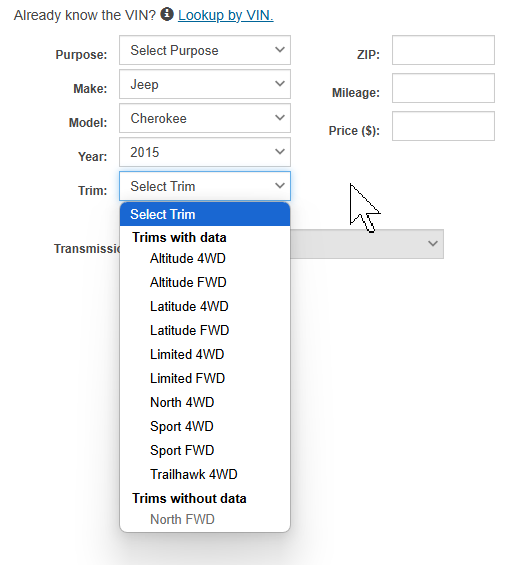 Already know the VIN? Lookup by VIN.
Purpose: Select Purpose
ZIP:
Make: Jeep
Mileage:
Model: Cherokee
Price ($):
Year: 2015
Trim: Select Trim
Select Trim
Trims with data
Transmissio
Altitude 4WD
Altitude FWD
Latitude 4WD
Latitude FWD
Limited 4WD
Limited FWD
North 4WD
Sport 4WD
Sport FWD
Trailhawk 4WD
Trims without data
North FWD